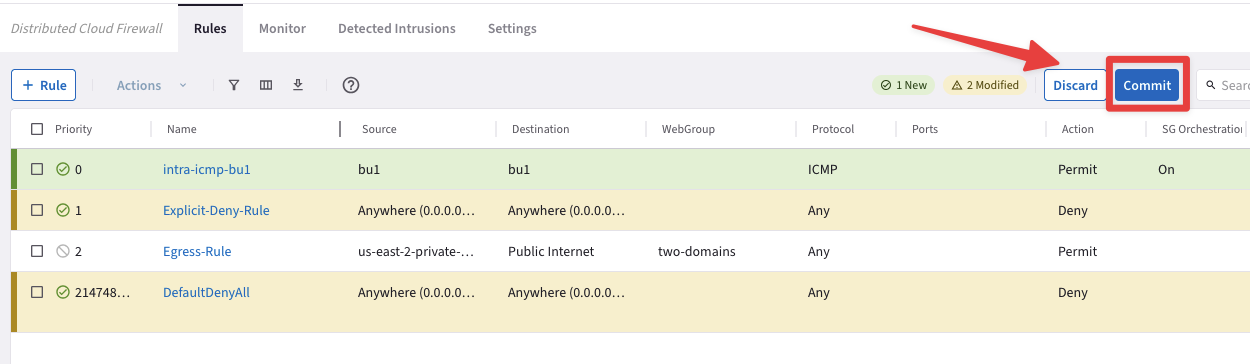 Distributed Cloud Firewall Rules Monitor Detected Intrusions Settings
+ Rule Actions 1 New 2 Modified Discard Commit Searc
Priority Name Source Destination WebGroup Protocol Ports Action SG Orchestration
0 intra-icmp-bu1 bu1 bu1 ICMP Permit On
1 Explicit-Deny-Rule Anywhere (0.0.0.0... Anywhere (0.0.0.0... Any Deny
2 Egress-Rule us-east-2-private-... Public Internet two-domains Any Permit
214748... DefaultDenyAll Anywhere (0.0.0.0... Anywhere (0.0.0.0... Any Deny